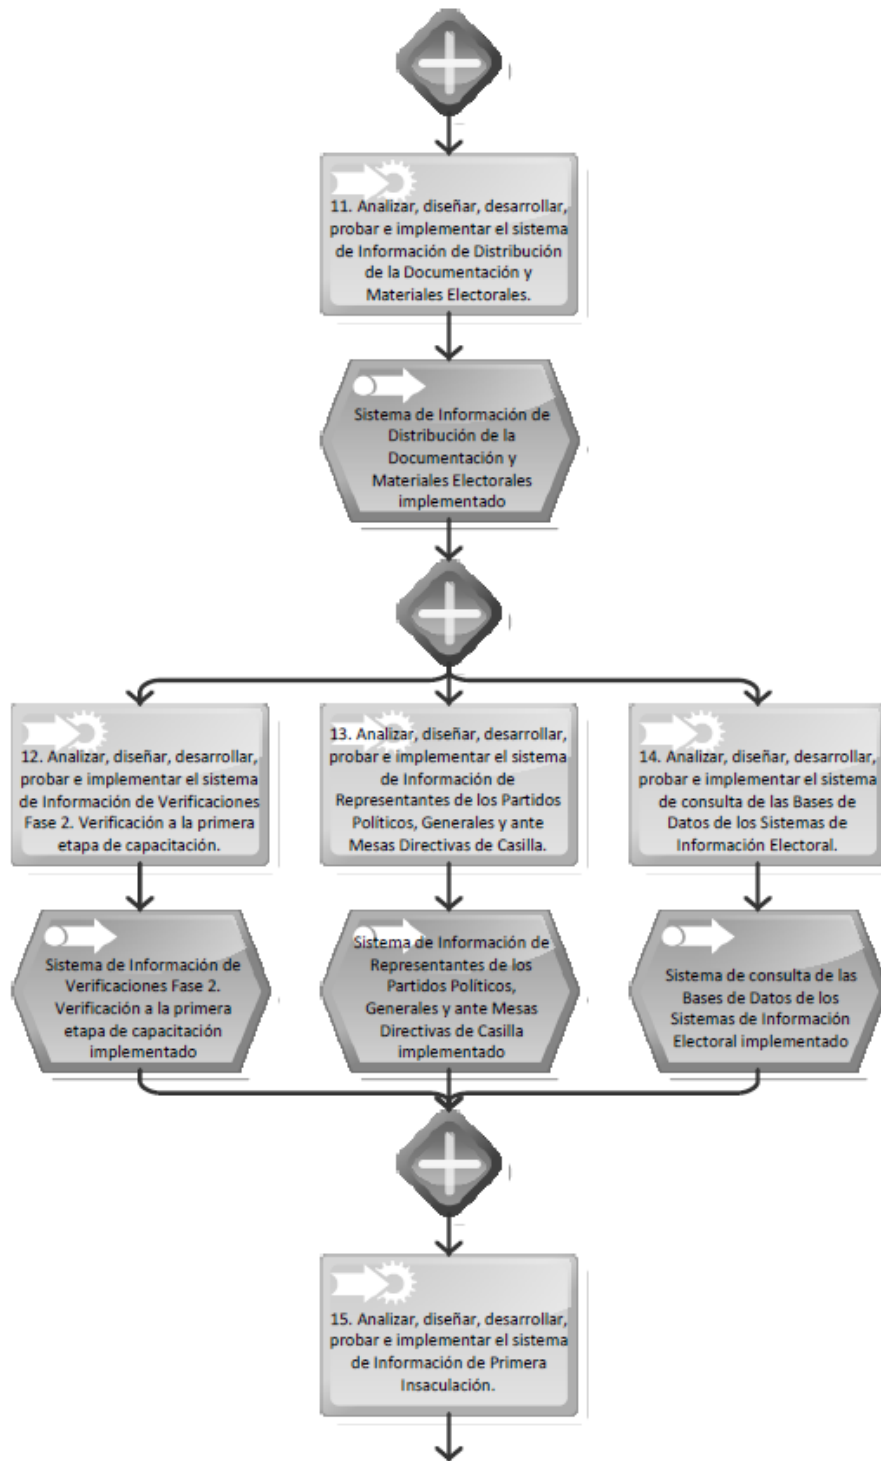 11. Analizar, diseñar, desarrollar,
probar e implementar el sistema
de Información de Distribución
de la Documentación y
Materiales Electorales.
Sistema de Información de
Distribución de la
Documentación y
Materiales Electorales
implementado
12. Analizar, diseñar, desarrollar,
probar e implementar el sistema
de Información de Verificaciones
Fase 2. Verificación a la primera
etapa de capacitación.
13. Analizar, diseñar, desarrollar,
probar e implementar el sistema
de Información de
Representantes de los Partidos
Políticos, Generales y ante
Mesas Directivas de Casilla.
14. Analizar, diseñar, desarrollar,
probar e implementar el sistema
de consulta de las Bases de
Datos de los Sistemas de
Información Electoral.
Sistema de Información de
Verificaciones Fase 2.
Verificación a la primera
etapa de capacitación
implementado
Sistema de Información de
Representantes de los
Partidos Políticos,
Generales y ante Mesas
Directivas de Casilla
implementado
Sistema de consulta de las
Bases de Datos de los
Sistemas de Información
Electoral implementado
15. Analizar, diseñar, desarrollar,
probar e implementar el sistema
de Información de Primera
Insaculación.